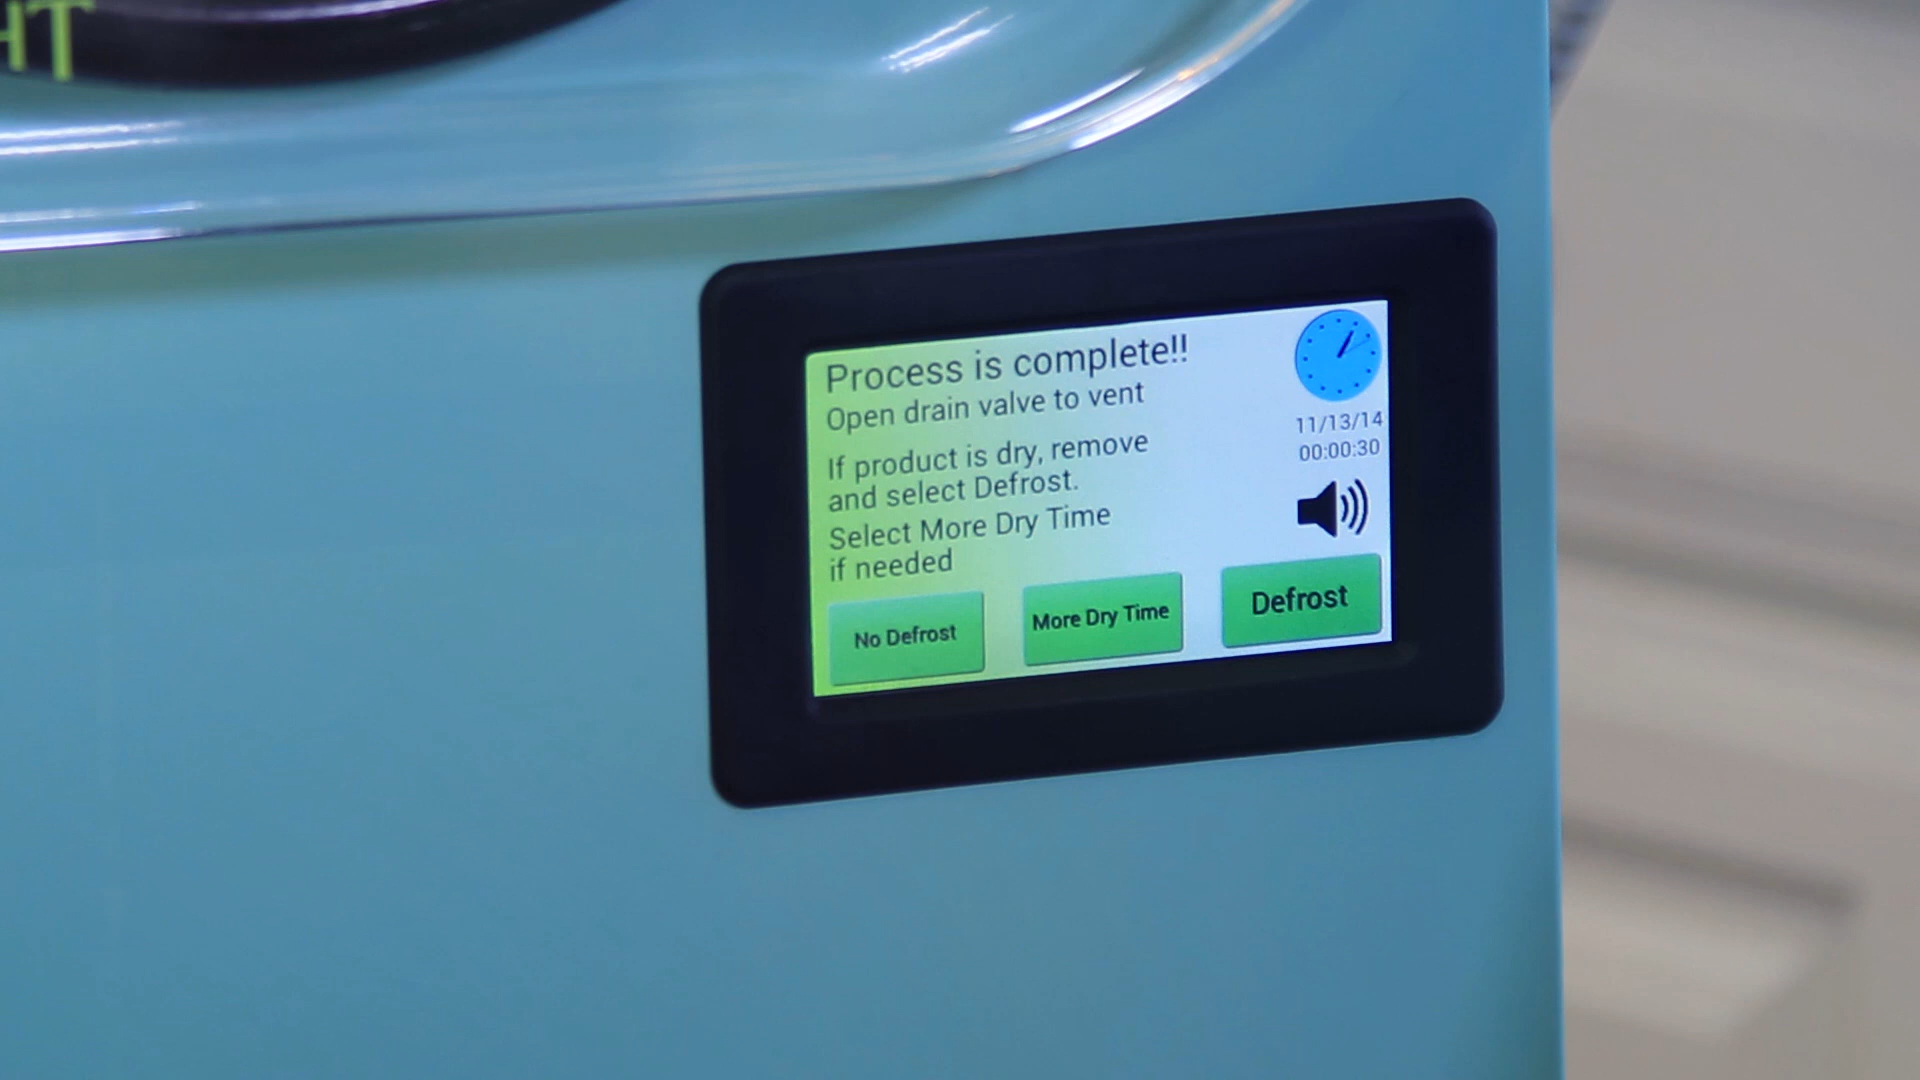 HT
Process is complete!!
Open drain valve to vent
If product is dry, remove
and select Defrost.
Select More Dry Time
if needed
11/13/14
00:00:30
No Defrost
More Dry Time
Defrost